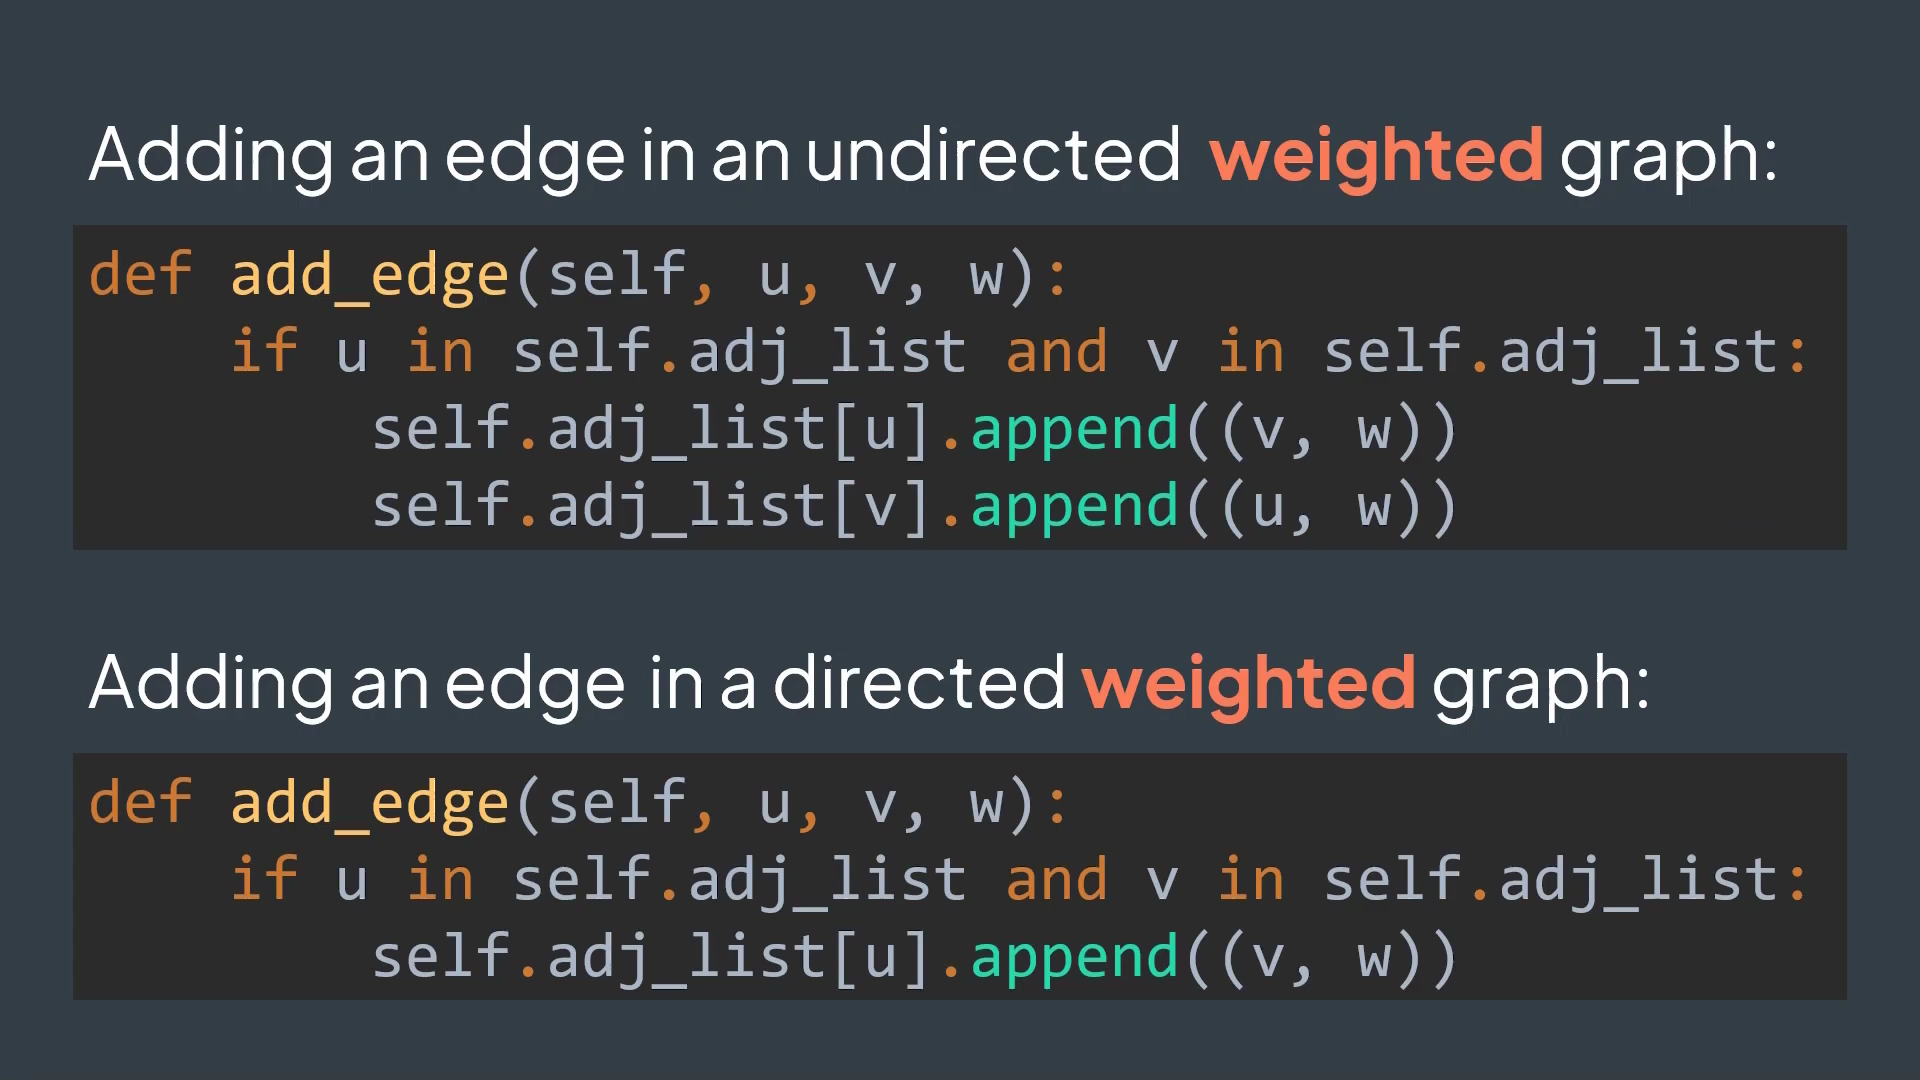 Adding an edge in an undirected weighted graph:
def add_edge(self, u, v, w):
    if u in self.adj_list and v in self.adj_list:
        self.adj_list[u].append((v, w))
        self.adj_list[v].append((u, w))
Adding an edge in a directed weighted graph:
def add_edge(self, u, v, w):
    if u in self.adj_list and v in self.adj_list:
        self.adj_list[u].append((v, w))